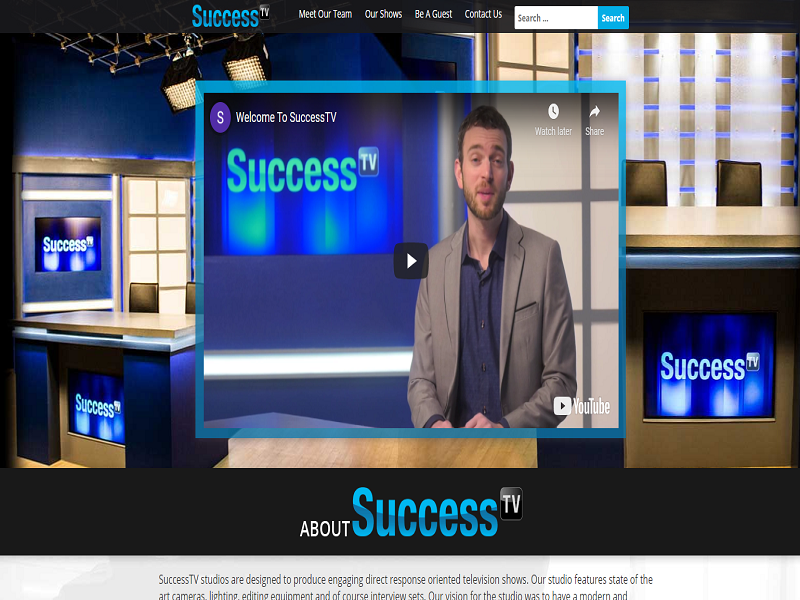 SuccessTV
Meet Our Team
Our Shows
Be A Guest
Contact Us
Search ...
Search
S
Welcome To SuccessTV
Watch later
Share
SuccessTV
SuccessTV
SuccessTV
SuccessTV
YouTube
ABOUT SuccessTV
SuccessTV studios are designed to produce engaging direct response oriented television shows. Our studio features state of the
art cameras, lighting, editing equipment and of course interview sets. Our vision for the studio was to have a modern and